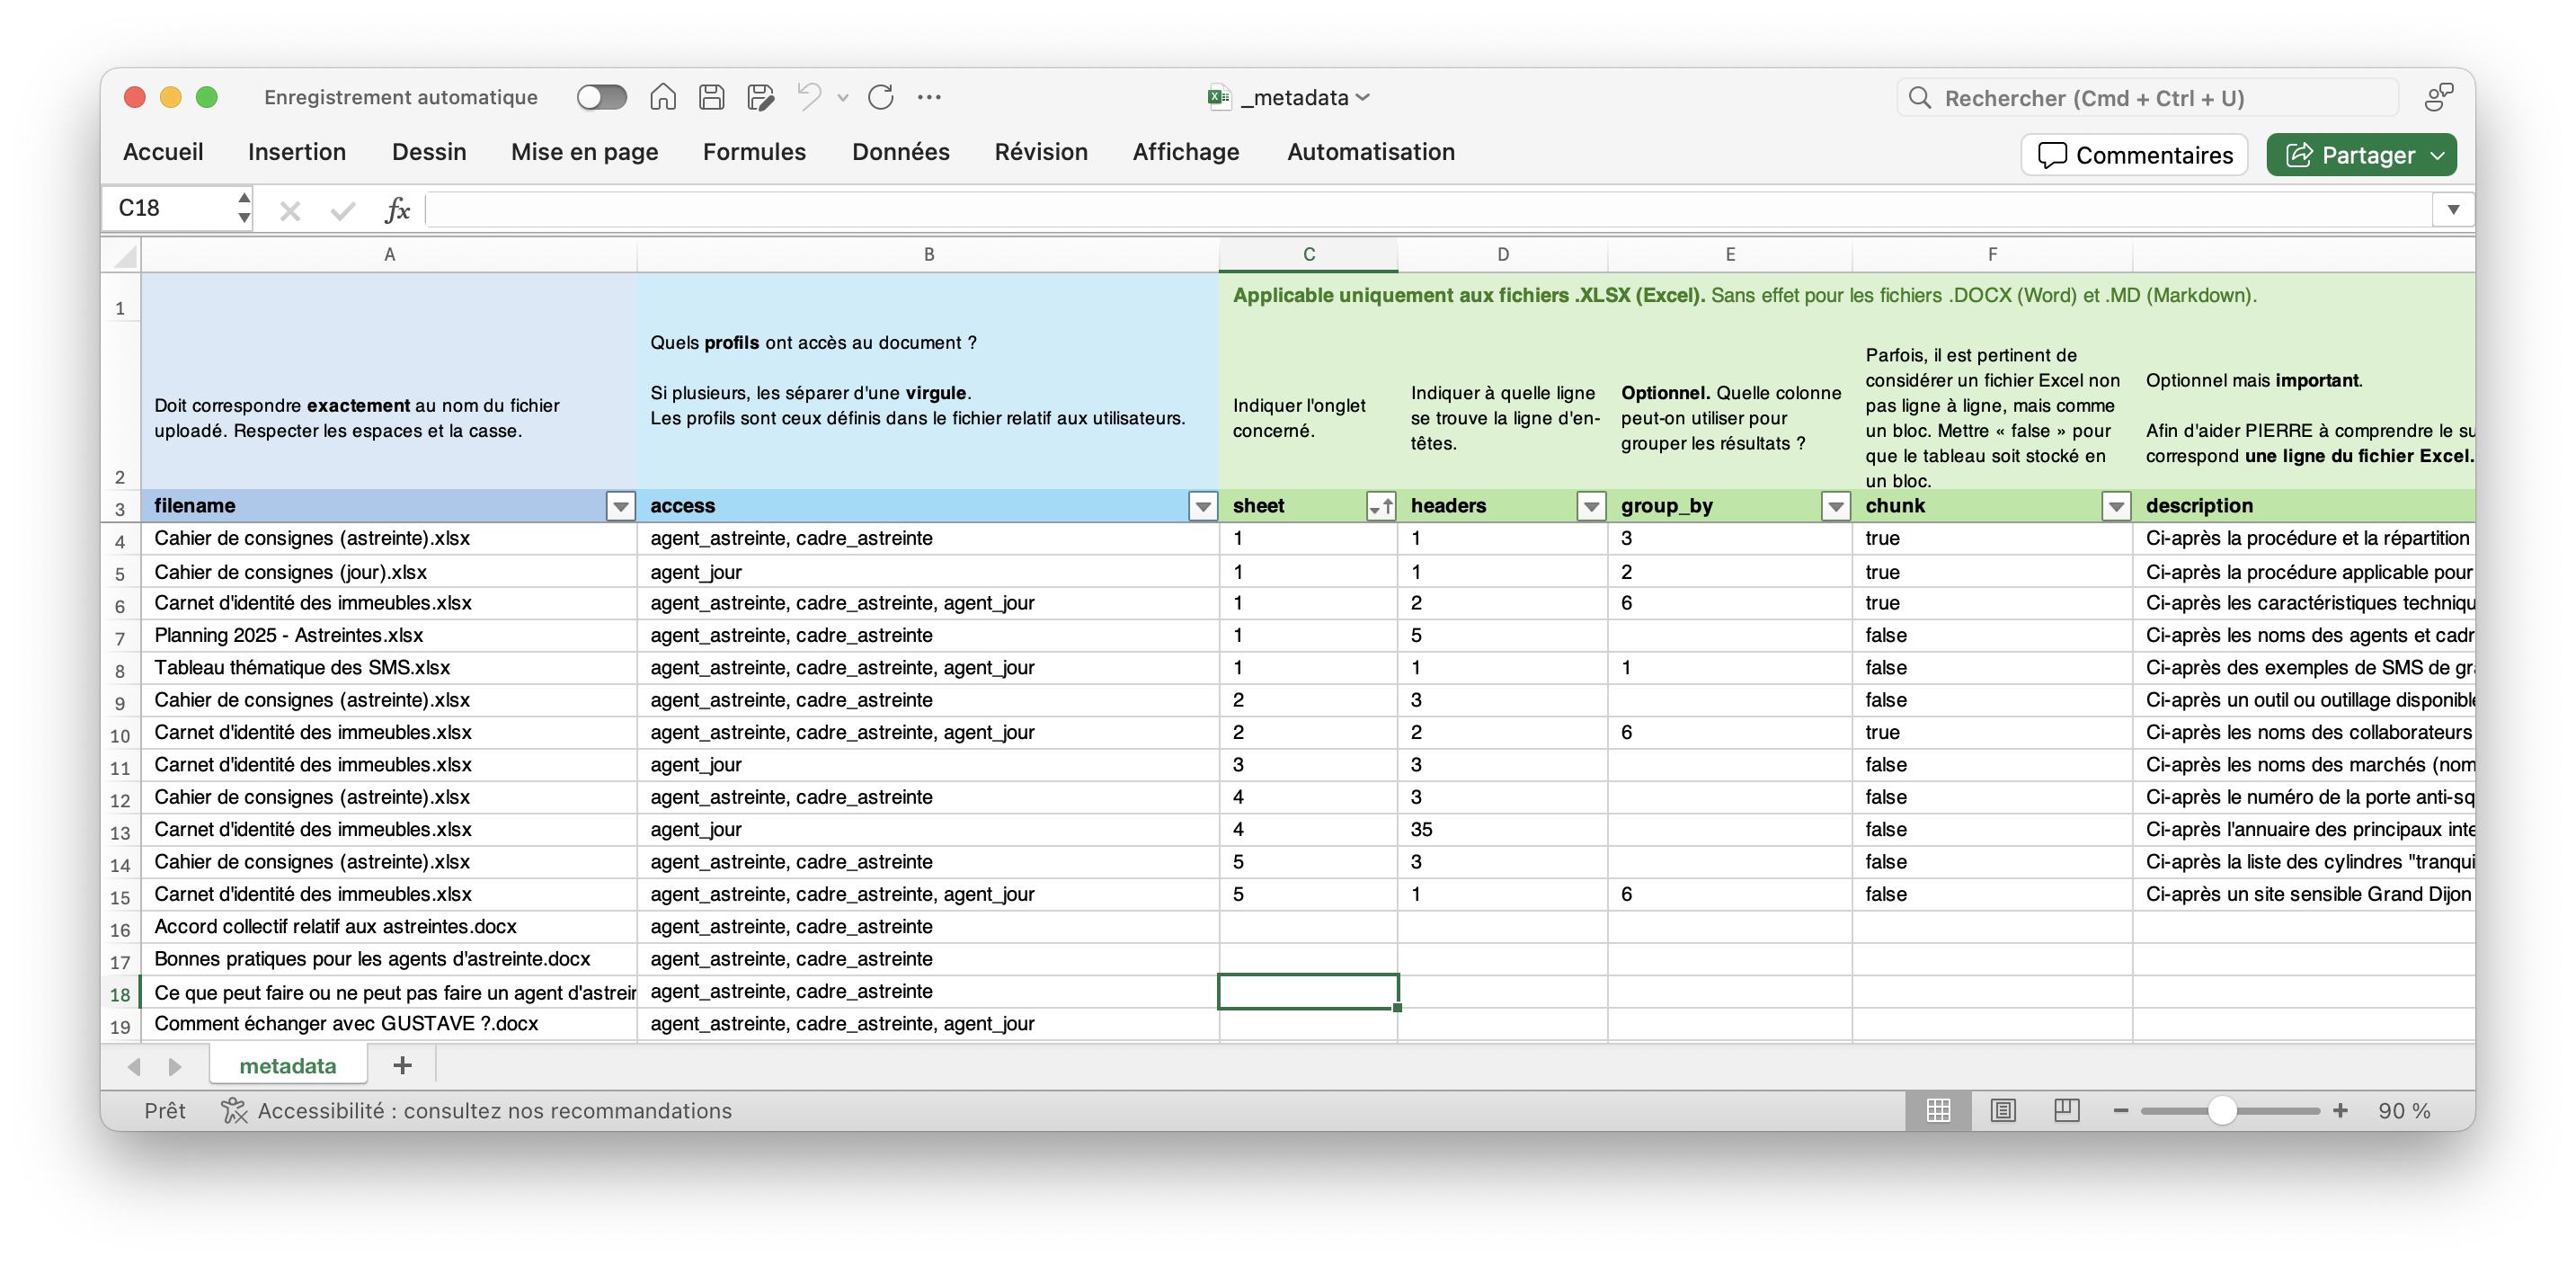 Enregistrement automatique
_metadata
Rechercher (Cmd + Ctrl + U)
Accueil Insertion Dessin Mise en page Formules Données Révision Affichage Automatisation
Commentaires
Partager
C18
fx
A B C D E F
1
Applicable uniquement aux fichiers .XLSX (Excel). Sans effet pour les fichiers .DOCX (Word) et .MD (Markdown).
2
Doit correspondre exactement au nom du fichier
uploadé. Respecter les espaces et la casse.
Quels profils ont accès au document ?
Si plusieurs, les séparer d'une virgule.
Les profils sont ceux définis dans le fichier relatif aux utilisateurs.
Indiquer l'onglet
concerné.
Indiquer à quelle ligne
se trouve la ligne d'en-
têtes.
Optionnel. Quelle colonne
peut-on utiliser pour
grouper les résultats ?
Parfois, il est pertinent de
considérer un fichier Excel non
pas ligne à ligne, mais comme
un bloc. Mettre « false » pour
que le tableau soit stocké en
un bloc.
Optionnel mais important.
Afin d'aider PIERRE à comprendre le su
correspond une ligne du fichier Excel.
3 filename access sheet headers group_by chunk description
4 Cahier de consignes (astreinte).xlsx agent_astreinte, cadre_astreinte 1 1 3 true Ci-après la procédure et la répartition
5 Cahier de consignes (jour).xlsx agent_jour 1 1 2 true Ci-après la procédure applicable pour
6 Carnet d'identité des immeubles.xlsx agent_astreinte, cadre_astreinte, agent_jour 1 2 6 true Ci-après les caractéristiques techniqu
7 Planning 2025 - Astreintes.xlsx agent_astreinte, cadre_astreinte 1 5 false Ci-après les noms des agents et cadr
8 Tableau thématique des SMS.xlsx agent_astreinte, cadre_astreinte, agent_jour 1 1 1 false Ci-après des exemples de SMS de gra
9 Cahier de consignes (astreinte).xlsx agent_astreinte, cadre_astreinte 2 3 false Ci-après un outil ou outillage disponible
10 Carnet d'identité des immeubles.xlsx agent_astreinte, cadre_astreinte, agent_jour 2 2 6 true Ci-après les noms des collaborateurs
11 Carnet d'identité des immeubles.xlsx agent_jour 3 3 false Ci-après les noms des marchés (nom
12 Cahier de consignes (astreinte).xlsx agent_astreinte, cadre_astreinte 4 3 false Ci-après le numéro de la porte anti-sq
13 Carnet d'identité des immeubles.xlsx agent_jour 4 35 false Ci-après l'annuaire des principaux inte
14 Cahier de consignes (astreinte).xlsx agent_astreinte, cadre_astreinte 5 3 false Ci-après la liste des cylindres "tranqui
15 Carnet d'identité des immeubles.xlsx agent_astreinte, cadre_astreinte, agent_jour 5 1 6 false Ci-après un site sensible Grand Dijon
16 Accord collectif relatif aux astreintes.docx agent_astreinte, cadre_astreinte
17 Bonnes pratiques pour les agents d'astreinte.docx agent_astreinte, cadre_astreinte
18 Ce que peut faire ou ne peut pas faire un agent d'astrein agent_astreinte, cadre_astreinte
19 Comment échanger avec GUSTAVE ?.docx agent_astreinte, cadre_astreinte, agent_jour
metadata
Prêt Accessibilité : consultez nos recommandations 90 %